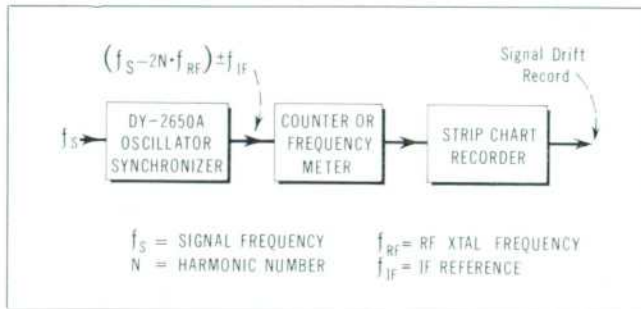 (fS−2N·fRF)±fIF
Signal Drift
Record
fS
DY-2650A
OSCILLATOR
SYNCHRONIZER
COUNTER OR
FREQUENCY
METER
STRIP CHART
RECORDER
fS = SIGNAL FREQUENCY
fRF= RF XTAL FREQUENCY
N = HARMONIC NUMBER
fIF= IF REFERENCE